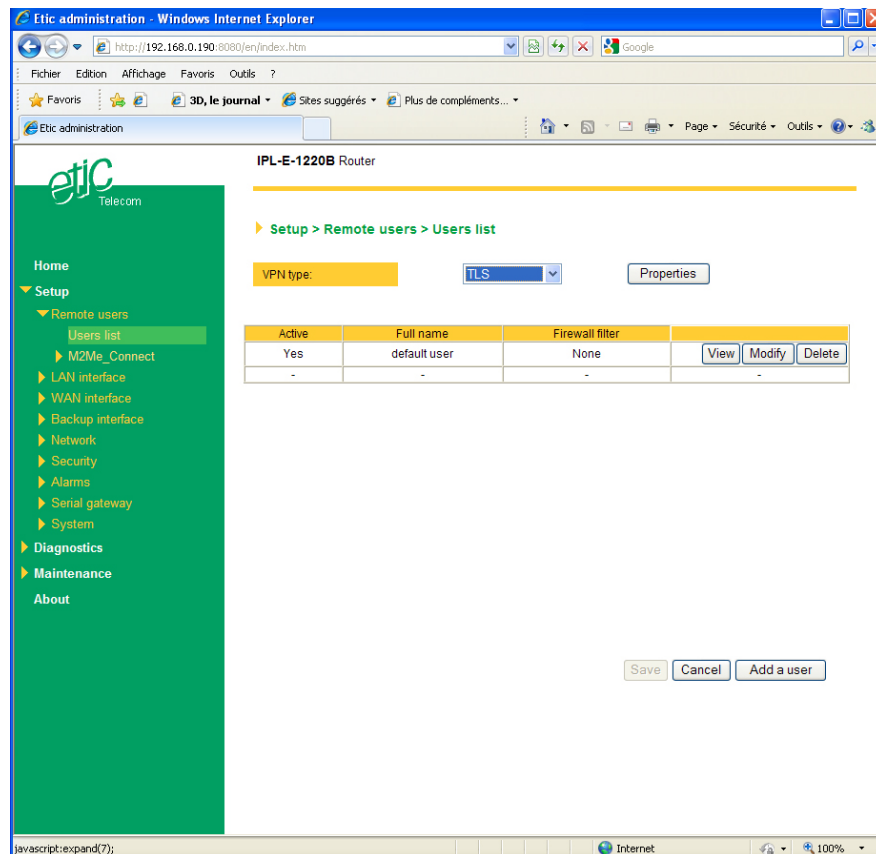 Etic administration - Windows Internet Explorer
http://192.168.0.190:8080/en/index.htm
Google
Fichier Edition Affichage Favoris Outils ?
Favoris 3D, le journal Sites suggérés Plus de compléments...
Etic administration
Page Sécurité Outils
etic Telecom
IPL-E-1220B Router
Setup > Remote users > Users list
VPN type: TLS Properties
Active Full name Firewall filter
Yes default user None View Modify Delete
- - - -
Home
Setup
Remote users
Users list
M2Me_Connect
LAN interface
WAN interface
Backup interface
Network
Security
Alarms
Serial gateway
System
Diagnostics
Maintenance
About
Save Cancel Add a user
javascript:expand(7);
Internet
100%